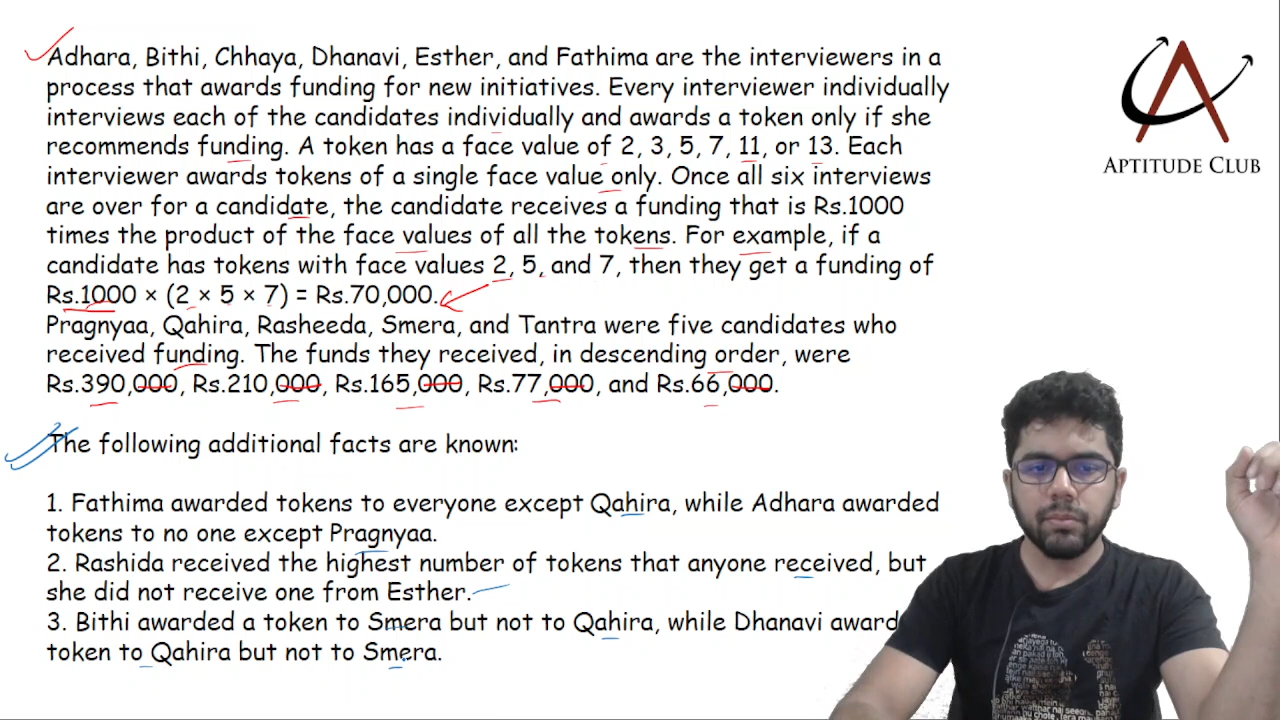 Adhara, Bithi, Chhaya, Dhanavi, Esther, and Fathima are the interviewers in a
process that awards funding for new initiatives. Every interviewer individually
interviews each of the candidates individually and awards a token only if she
recommends funding. A token has a face value of 2, 3, 5, 7, 11, or 13. Each
interviewer awards tokens of a single face value only. Once all six interviews
are over for a candidate, the candidate receives a funding that is Rs.1000
times the product of the face values of all the tokens. For example, if a
candidate has tokens with face values 2, 5, and 7, then they get a funding of
Rs.1000 × (2 × 5 × 7) = Rs.70,000.
Pragnyaa, Qahira, Rasheeda, Smera, and Tantra were five candidates who
received funding. The funds they received, in descending order, were
Rs.390,000, Rs.210,000, Rs.165,000, Rs.77,000, and Rs.66,000.
The following additional facts are known:
1. Fathima awarded tokens to everyone except Qahira, while Adhara awarded
tokens to no one except Pragnyaa.
2. Rashida received the highest number of tokens that anyone received, but
she did not receive one from Esther.
3. Bithi awarded a token to Smera but not to Qahira, while Dhanavi award
token to Qahira but not to Smera.
APTITUDE CLUB